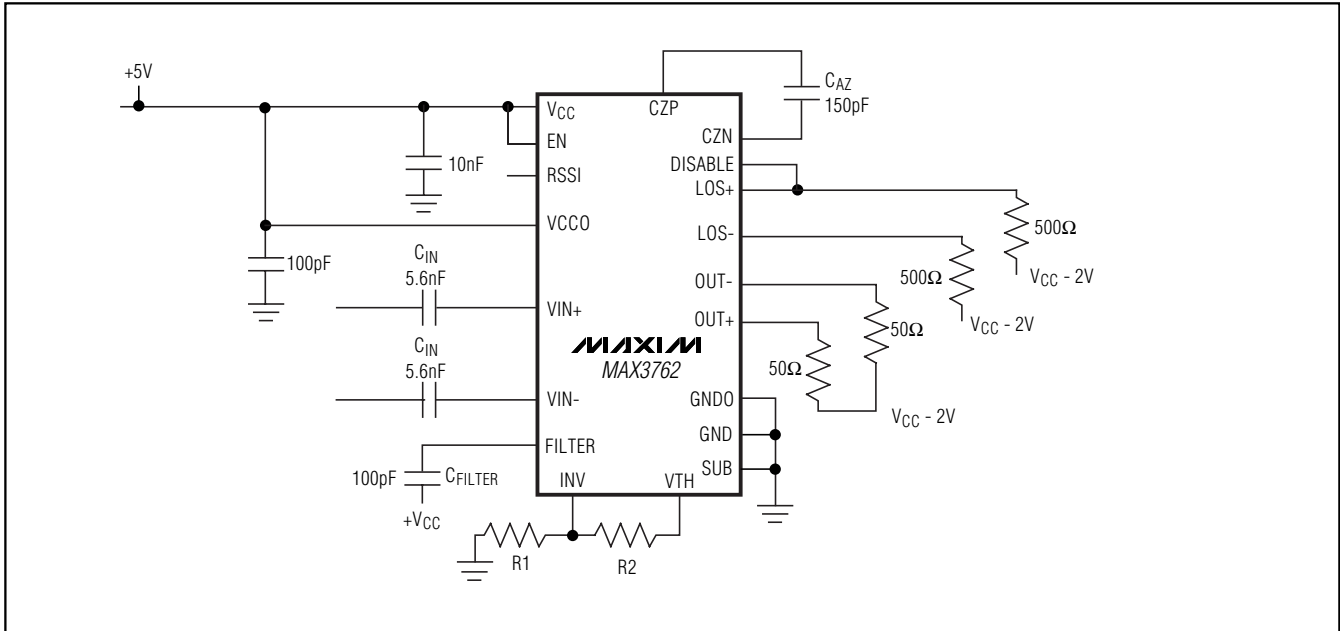 +5V
VCC
EN
RSSI
VCCO
VIN+
VIN-
FILTER
INV
VTH
CZP
CZN
DISABLE
LOS+
LOS-
OUT-
OUT+
GNDO
GND
SUB
MAXIM
MAX3762
10nF
100pF
CIN
5.6nF
CIN
5.6nF
100pF
CFILTER
+VCC
R1
R2
CAZ
150pF
500Ω
VCC - 2V
500Ω
VCC - 2V
50Ω
50Ω
VCC - 2V